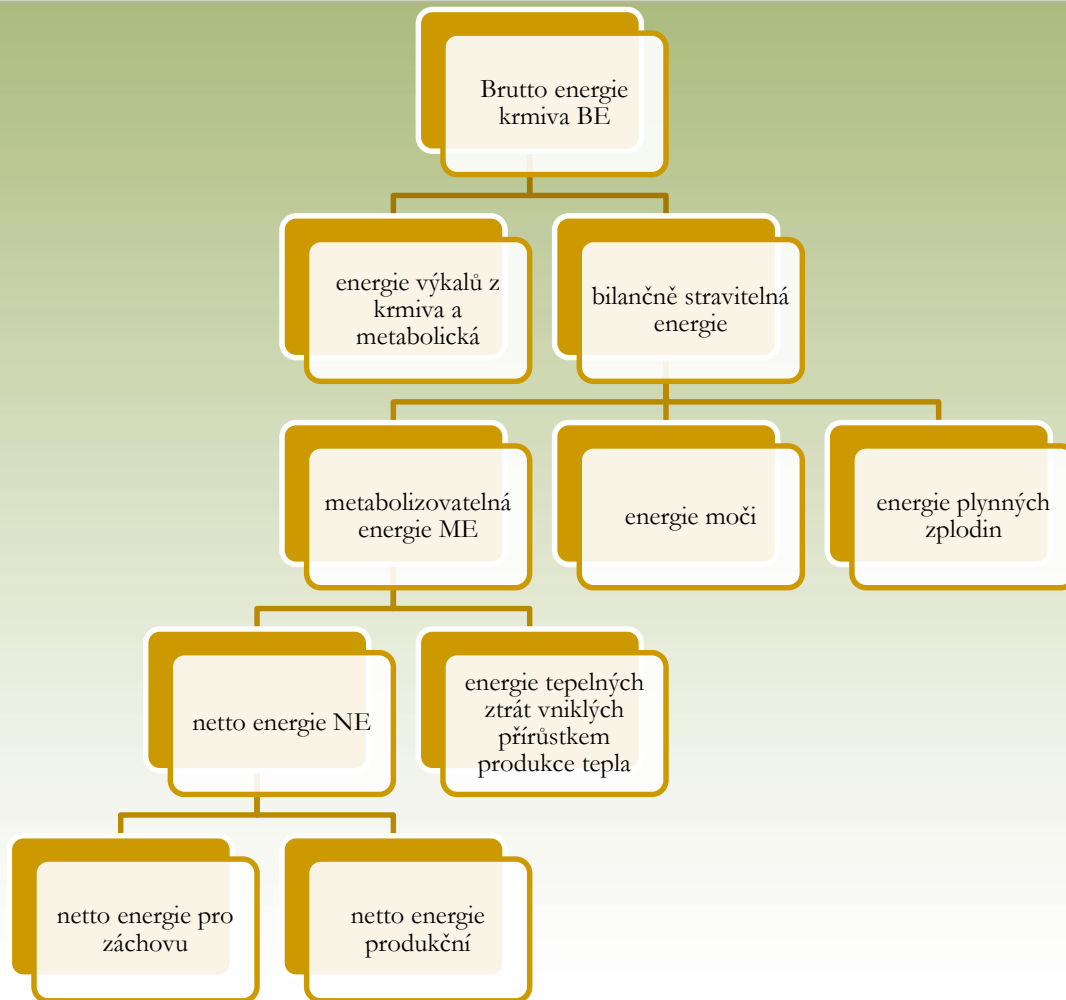 Brutto energie
krmiva BE
energie výkalů z
krmiva a
metabolická
bilančně stravitelná
energie
metabolizovatelná
energie ME
energie moči
energie plynných
zplodin
netto energie NE
energie tepelných
ztrát vniklých
přírůstkem
produkce tepla
netto energie pro
záchovu
netto energie
produkční